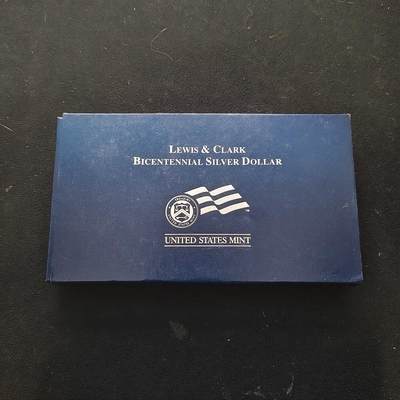 LEWIS & CLARK
BICENTENNIAL SILVER DOLLAR
UNITED STATES MINT